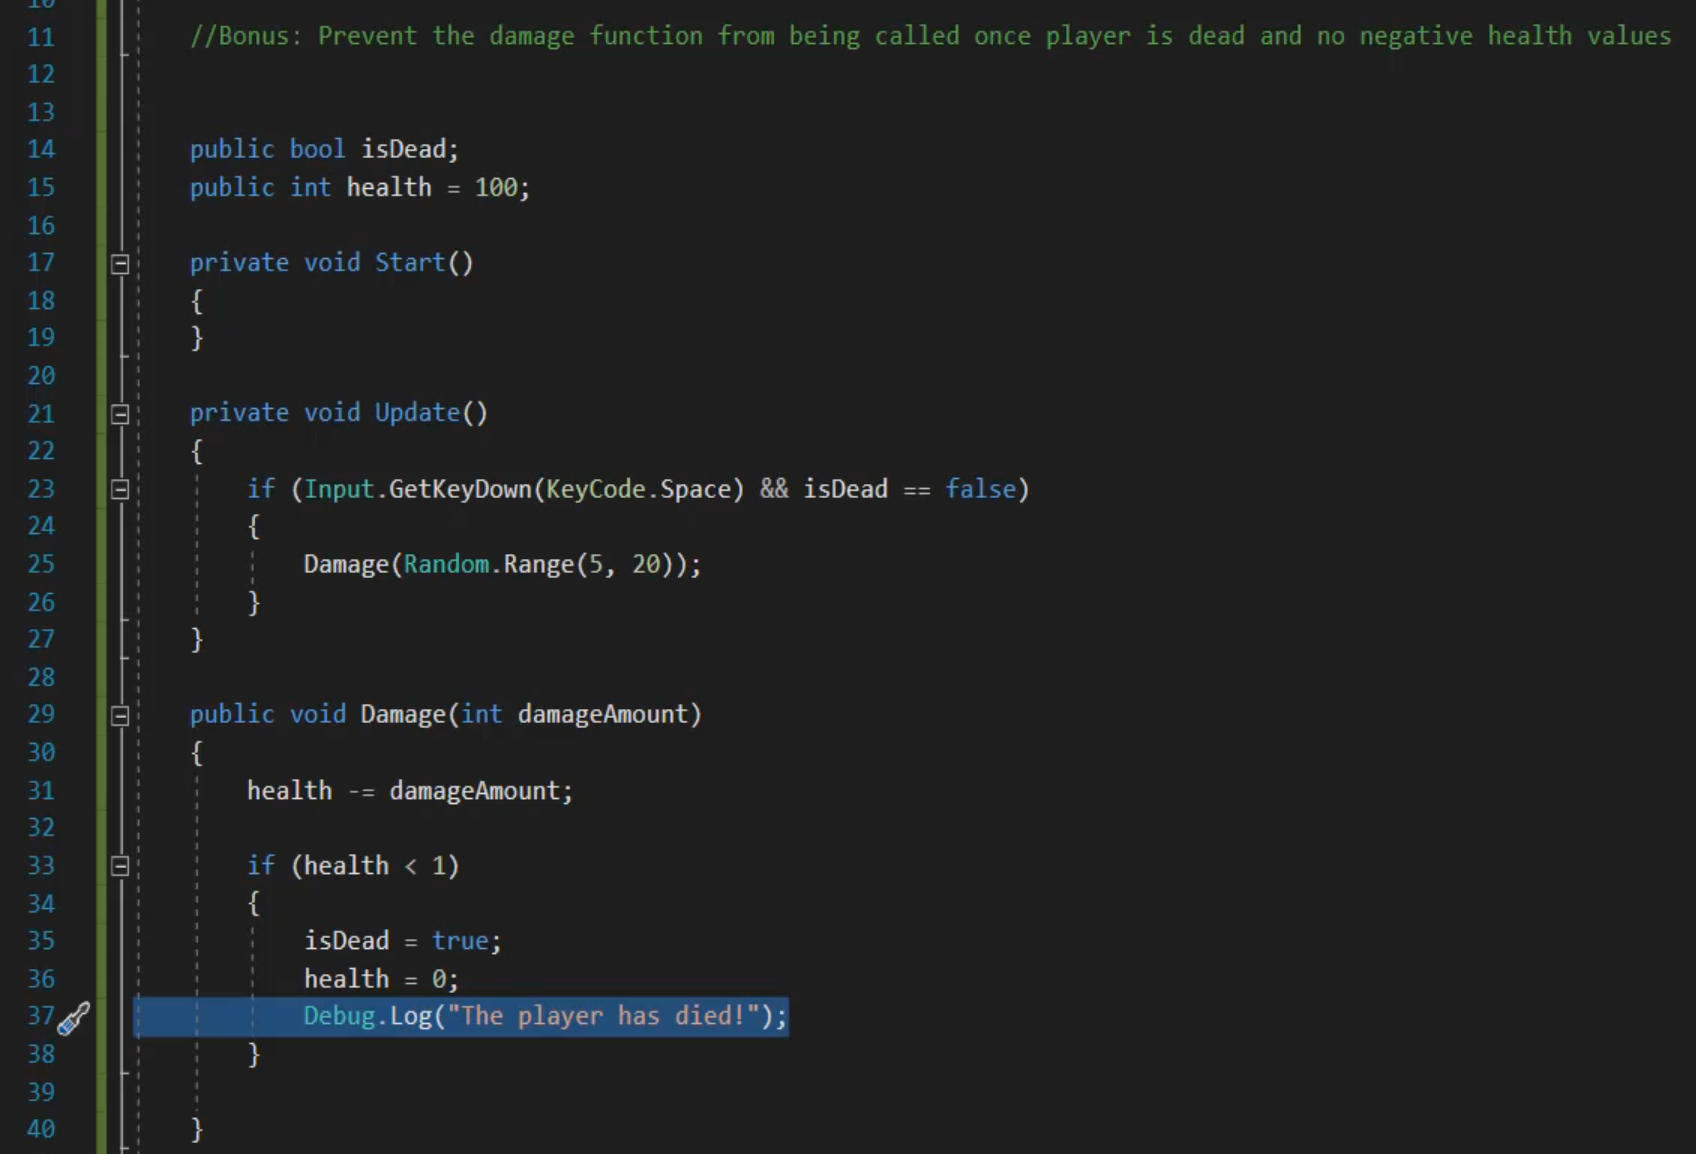 10
11 //Bonus: Prevent the damage function from being called once player is dead and no negative health values
12
13
14 public bool isDead;
15 public int health = 100;
16
17 private void Start()
18 {
19 }
20
21 private void Update()
22 {
23 if (Input.GetKeyDown(KeyCode.Space) && isDead == false)
24 {
25 Damage(Random.Range(5, 20));
26 }
27 }
28
29 public void Damage(int damageAmount)
30 {
31 health -= damageAmount;
32
33 if (health < 1)
34 {
35 isDead = true;
36 health = 0;
37 Debug.Log("The player has died!");
38 }
39
40 }